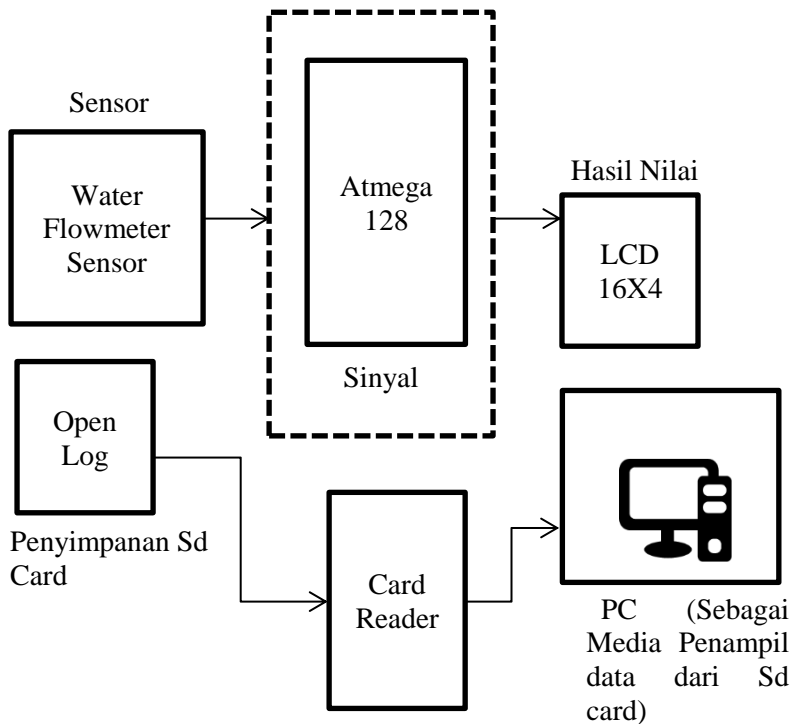 Sensor
Water
Flowmeter
Sensor
Atmega
128
Sinyal
Hasil Nilai
LCD
16X4
Open
Log
Penyimpanan Sd
Card
Card
Reader
PC (Sebagai
Media Penampil
data dari Sd
card)